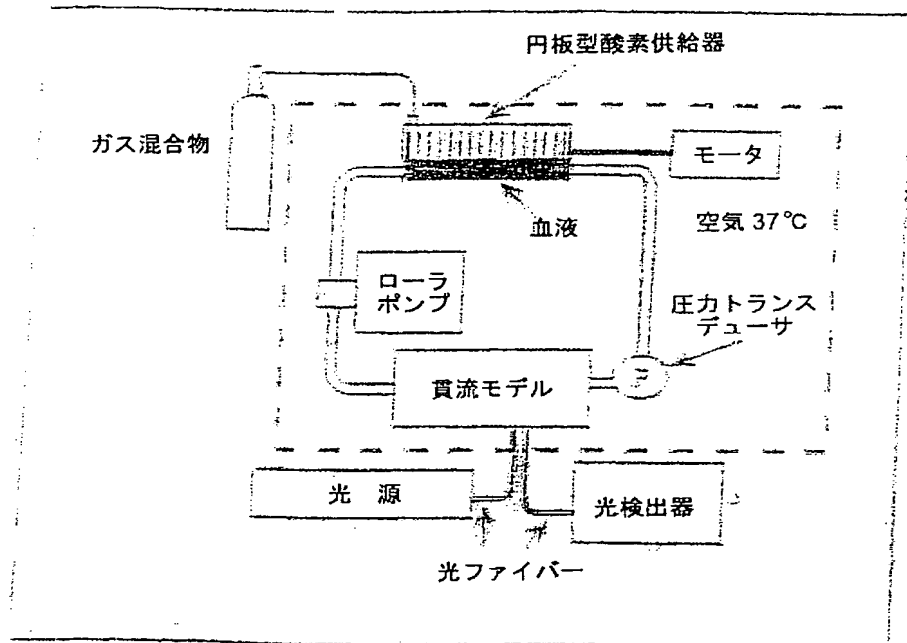 円板型酸素供給器
ガス混合物
モータ
血液
空気 37℃
ローラ
ポンプ
圧力トランス
デューサ
P
貫流モデル
光 源
光検出器
光ファイバー